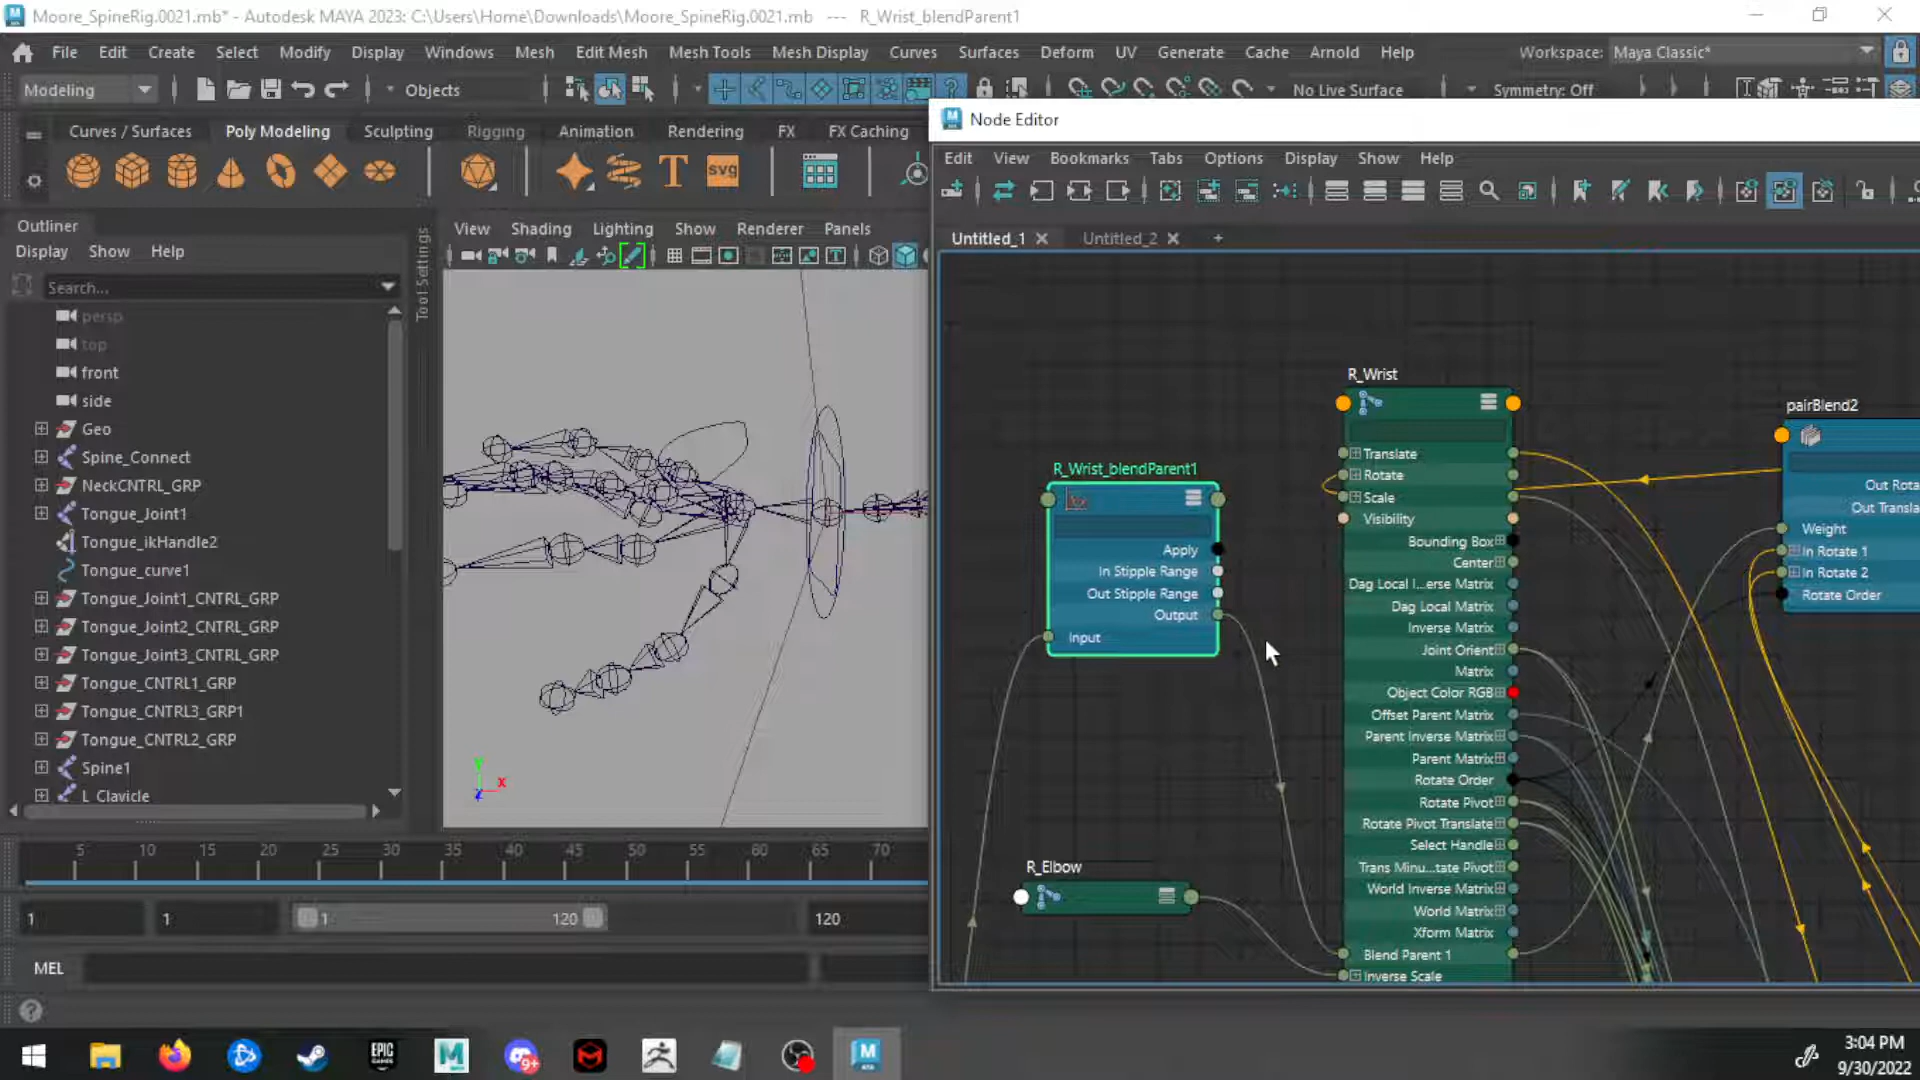 Moore_SpineRig.0021.mb* - Autodesk MAYA 2023: C:\Users\Home\Downloads\Moore_SpineRig.0021.mb --- R_Wrist_blendParent1
File Edit Create Select Modify Display Windows Mesh Edit Mesh Mesh Tools Mesh Display Curves Surfaces Deform UV Generate Cache Arnold Help Workspace: Maya Classic*
Modeling Objects No Live Surface Symmetry: Off
Curves / Surfaces Poly Modeling Sculpting Rigging Animation Rendering FX FX Caching
T SVG
Outliner
Display Show Help
Search...
persp
top
front
side
Geo
Spine_Connect
NeckCNTRL_GRP
Tongue_Joint1
Tongue_ikHandle2
Tongue_curve1
Tongue_Joint1_CNTRL_GRP
Tongue_Joint2_CNTRL_GRP
Tongue_Joint3_CNTRL_GRP
Tongue_CNTRL1_GRP
Tongue_CNTRL3_GRP1
Tongue_CNTRL2_GRP
Spine1
L_Clavicle
Tool Settings
View Shading Lighting Show Renderer Panels
Y
X
Z
Node Editor
Edit View Bookmarks Tabs Options Display Show Help
Untitled_1 Untitled_2 +
R_Wrist_blendParent1
Apply
In Stipple Range
Out Stipple Range
Output
Input
R_Elbow
R_Wrist
Translate
Rotate
Scale
Visibility
Bounding Box
Center
Dag Local I...erse Matrix
Dag Local Matrix
Inverse Matrix
Joint Orient
Matrix
Object Color RGB
Offset Parent Matrix
Parent Inverse Matrix
Parent Matrix
Rotate Order
Rotate Pivot
Rotate Pivot Translate
Select Handle
Trans Minu...tate Pivot
World Inverse Matrix
World Matrix
Xform Matrix
Blend Parent 1
Inverse Scale
pairBlend2
Out Rota
Out Transla
Weight
In Rotate 1
In Rotate 2
Rotate Order
5 10 15 20 25 30 35 40 45 50 55 60 65 70
1 1 1 120 120
MEL
EPIC GAMES
9+
3:04 PM
9/30/2022